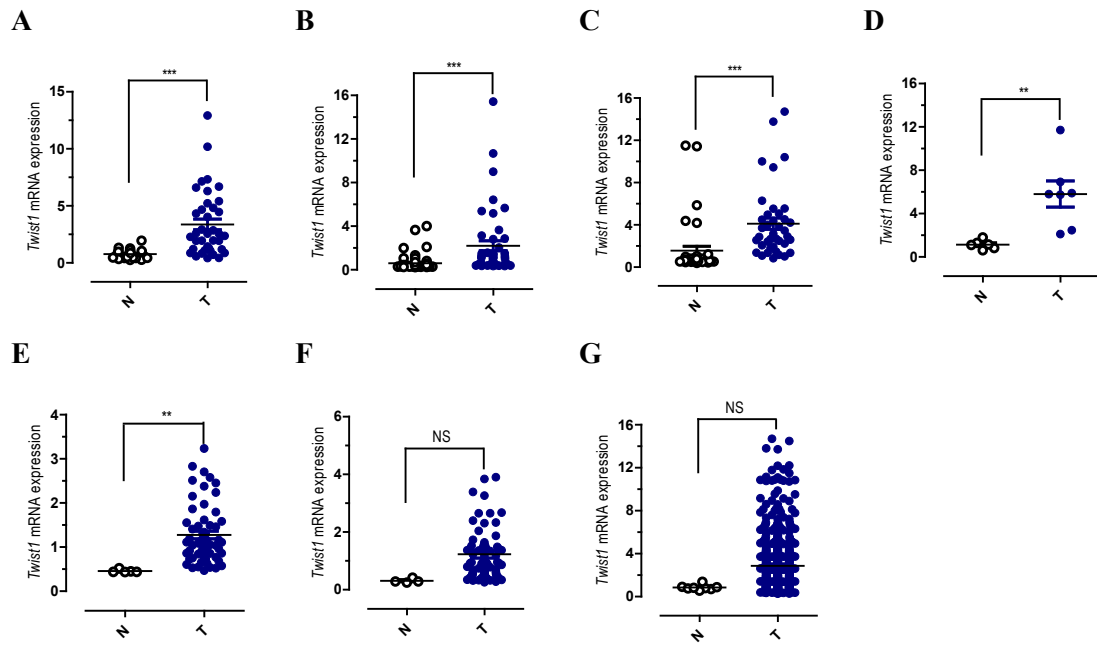 A
B
C
D
***
***
***
**
Twist1 mRNA expression
15
10
5
0
N
T
Twist1 mRNA expression
16
12
8
4
0
N
T
Twist1 mRNA expression
16
12
8
4
0
N
T
Twist1 mRNA expression
16
12
8
4
0
N
T
E
F
G
**
NS
NS
Twist1 mRNA expression
4
3
2
1
0
N
T
Twist1 mRNA expression
6
4
2
0
N
T
Twist1 mRNA expression
16
12
8
4
0
N
T